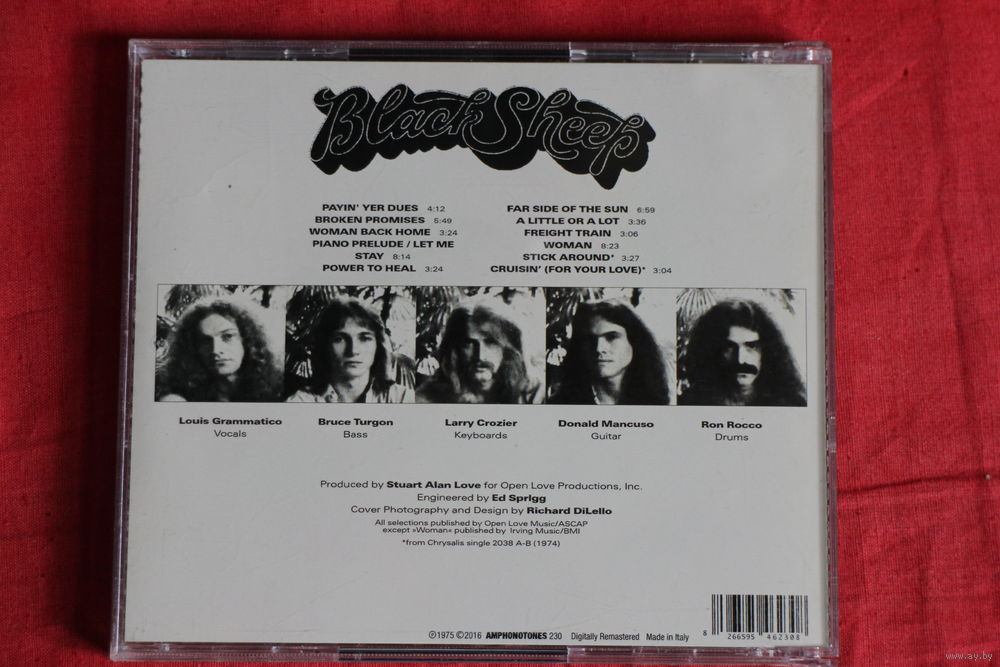 Black Sheep
PAYIN' YER DUES 4:12
BROKEN PROMISES 5:49
WOMAN BACK HOME 3:24
PIANO PRELUDE / LET ME
STAY 8:14
POWER TO HEAL 3:24
FAR SIDE OF THE SUN 6:59
A LITTLE OR A LOT 3:36
FREIGHT TRAIN 3:06
WOMAN 8:23
STICK AROUND* 3:27
CRUISIN' (FOR YOUR LOVE)* 3:04
Louis Grammatico
Vocals
Bruce Turgon
Bass
Larry Crozier
Keyboards
Donald Mancuso
Guitar
Ron Rocco
Drums
Produced by Stuart Alan Love for Open Love Productions, Inc.
Engineered by Ed Sprigg
Cover Photography and Design by Richard DiLello
All selections published by Open Love Music/ASCAP
except »Woman« published by Irving Music/BMI
*from Chrysalis single 2038 A-B (1974)
℗1975 ©2016 AMPHONOTONES 230 Digitally Remastered Made in Italy
8 266595 462308
www.ay.by